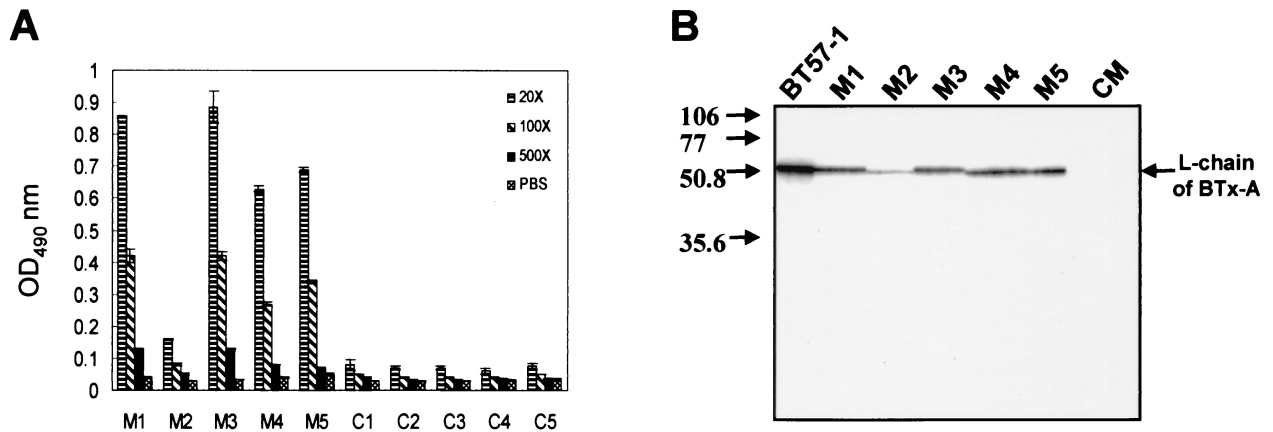 A
OD490 nm
1
0.9
0.8
0.7
0.6
0.5
0.4
0.3
0.2
0.1
0
20X
100X
500X
PBS
M1 M2 M3 M4 M5 C1 C2 C3 C4 C5
B
BT57-1 M1 M2 M3 M4 M5 CM
106
77
50.8
35.6
L-chain
of BTx-A